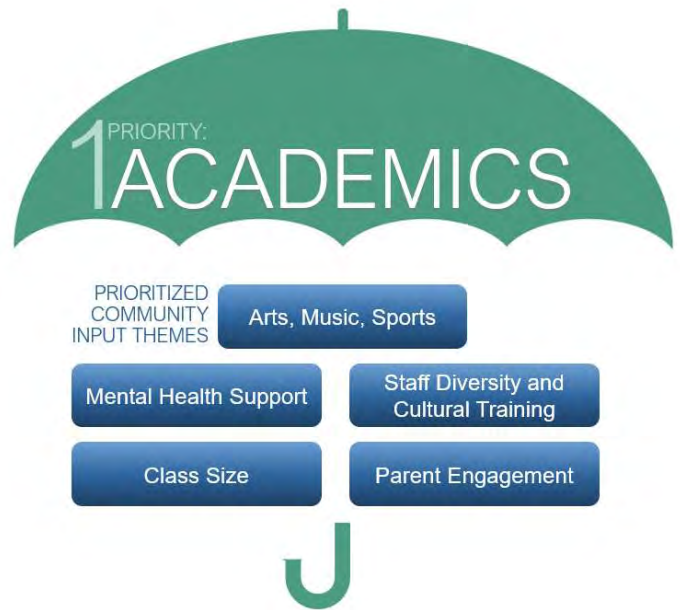 1 PRIORITY:
ACADEMICS
PRIORITIZED
COMMUNITY
INPUT THEMES
Arts, Music, Sports
Mental Health Support
Staff Diversity and
Cultural Training
Class Size
Parent Engagement